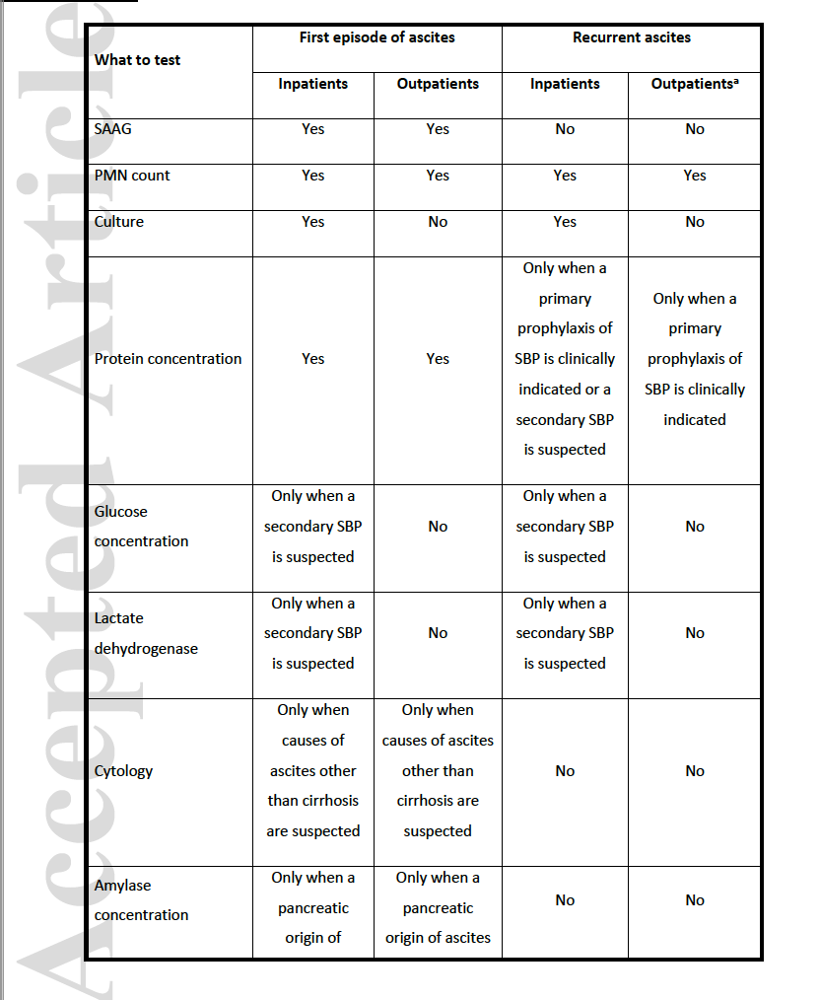 Accepted Article
What to test
First episode of ascites
Recurrent ascites
Inpatients
Outpatients
Inpatients
Outpatientsᵃ
SAAG
Yes
Yes
No
No
PMN count
Yes
Yes
Yes
Yes
Culture
Yes
No
Yes
No
Protein concentration
Yes
Yes
Only when a
primary
prophylaxis of
SBP is clinically
indicated or a
secondary SBP
is suspected
Only when a
primary
prophylaxis of
SBP is clinically
indicated
Glucose
concentration
Only when a
secondary SBP
is suspected
No
Only when a
secondary SBP
is suspected
No
Lactate
dehydrogenase
Only when a
secondary SBP
is suspected
No
Only when a
secondary SBP
is suspected
No
Cytology
Only when
causes of
ascites other
than cirrhosis
are suspected
Only when
causes of ascites
other than
cirrhosis are
suspected
No
No
Amylase
concentration
Only when a
pancreatic
origin of
Only when a
pancreatic
origin of ascites
No
No